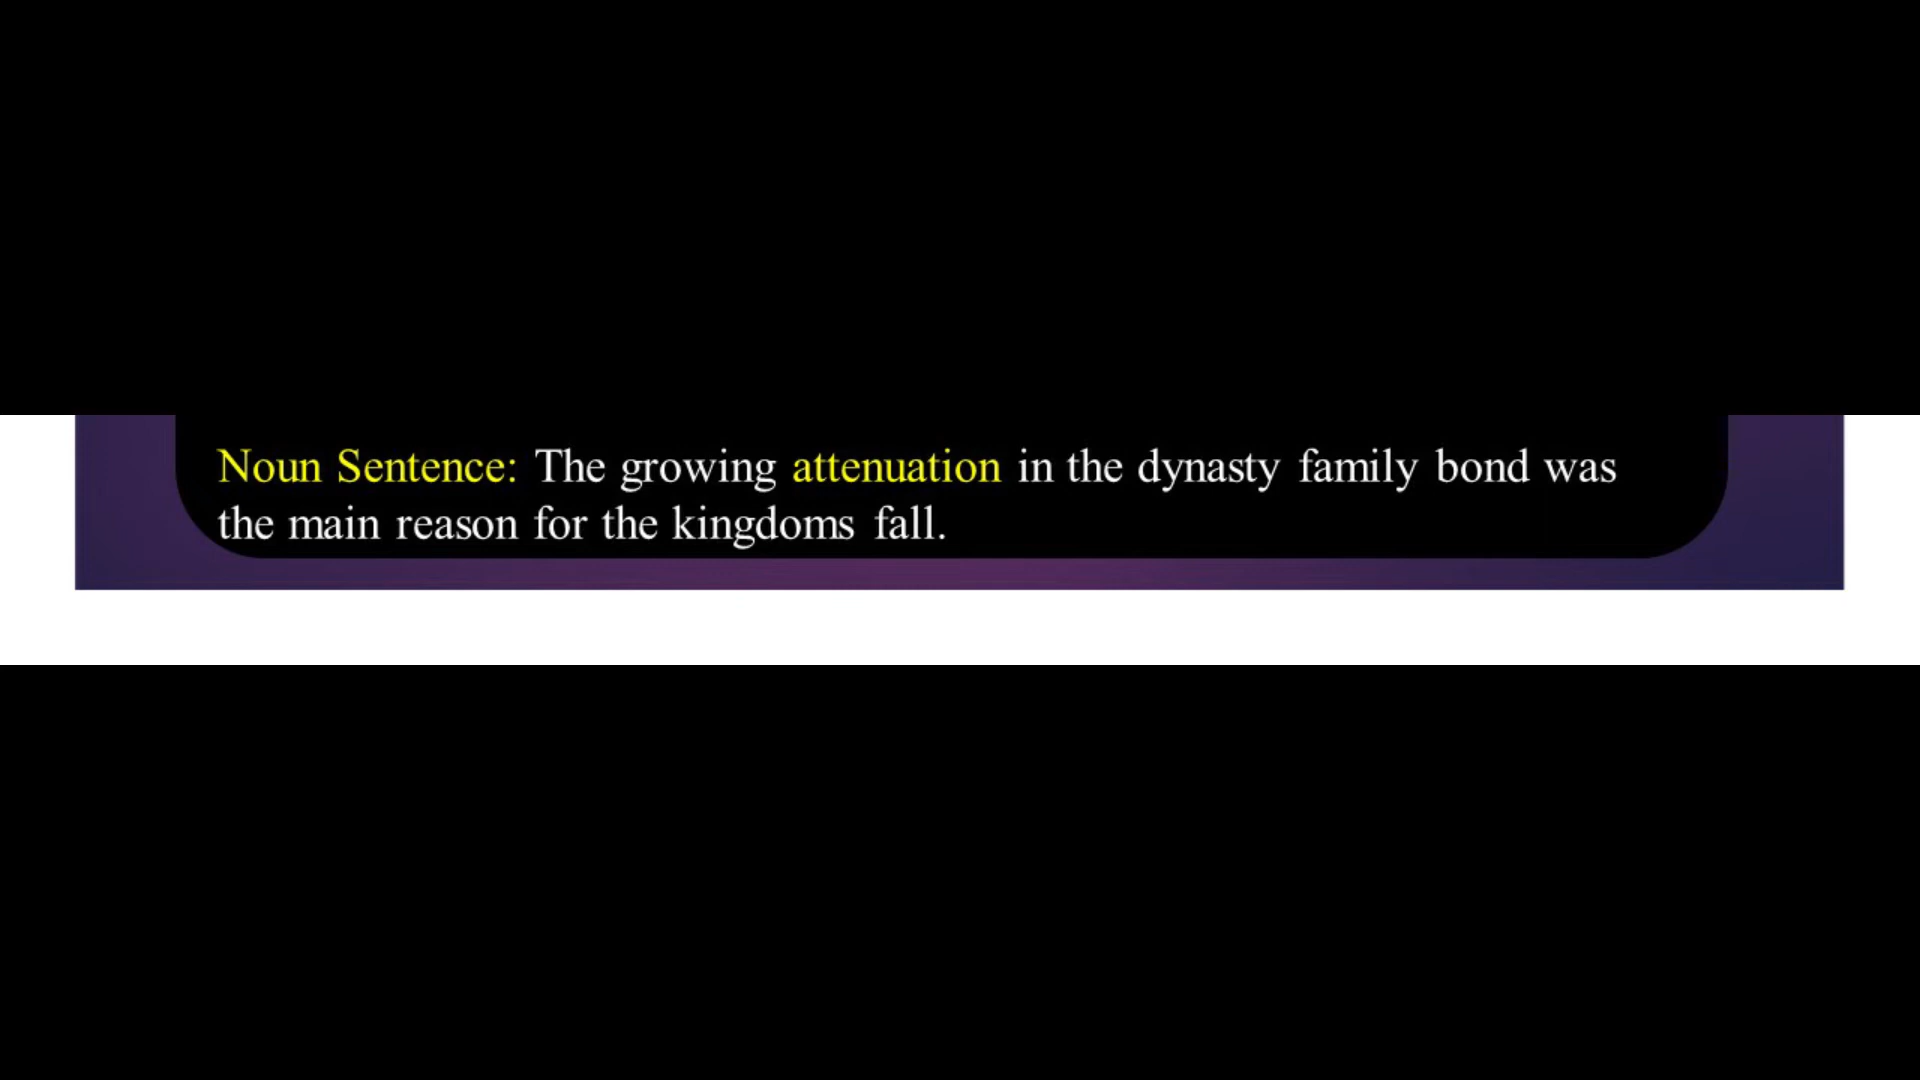 Noun Sentence: The growing attenuation in the dynasty family bond was
the main reason for the kingdoms fall.